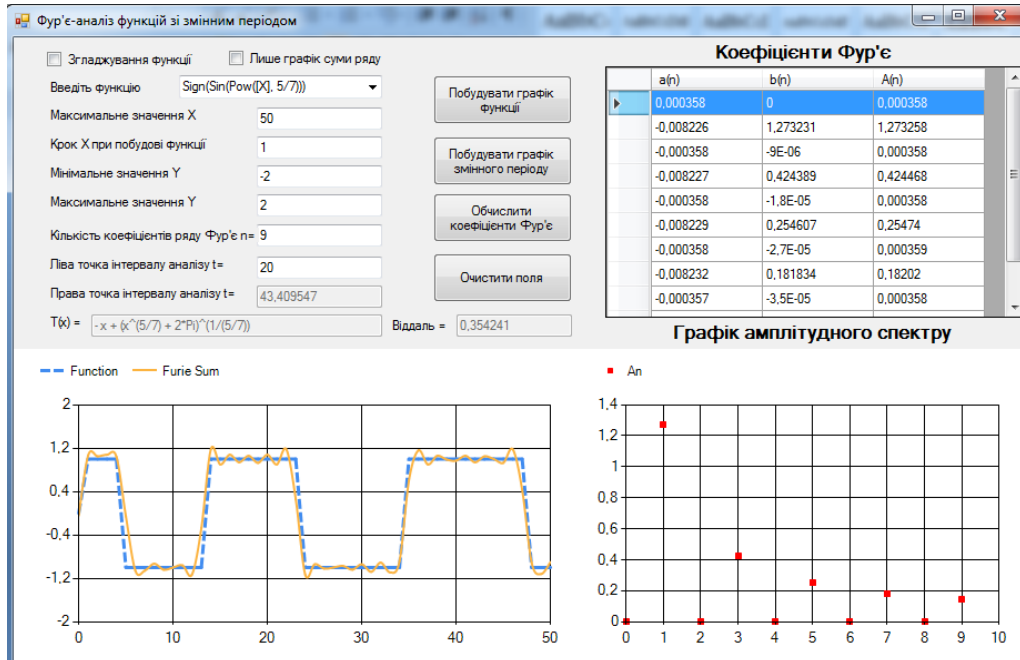 Фур'є-аналіз функцій зі змінним періодом
Згладжування функції
Лише графік суми ряду
Введіть функцію
Sign(Sin(Pow([X], 5/7)))
Максимальне значення X
50
Крок X при побудові функції
1
Мінімальне значення Y
-2
Максимальне значення Y
2
Кількість коефіцієнтів ряду Фур'є n=
9
Ліва точка інтервалу аналізу t=
20
Права точка інтервалу аналізу t=
43,409547
T(x) =
-x + (x^(5/7) + 2*Pi)^(1/(5/7))
Віддаль =
0,354241
Побудувати графік
функції
Побудувати графік
змінного періоду
Обчислити
коефіцієнти Фур'є
Очистити поля
Коефіцієнти Фур'є
a(n) b(n) A(n)
0,000358 0 0,000358
-0,008226 1,273231 1,273258
-0,000358 -9E-06 0,000358
-0,008227 0,424389 0,424468
-0,000358 -1,8E-05 0,000358
-0,008229 0,254607 0,25474
-0,000358 -2,7E-05 0,000359
-0,008232 0,181834 0,18202
-0,000357 -3,5E-05 0,000358
Графік амплітудного спектру
Function
Furie Sum
2
1,2
0,4
-0,4
-1,2
-2
0 10 20 30 40 50
An
1,4
1,2
1
0,8
0,6
0,4
0,2
0
0 1 2 3 4 5 6 7 8 9 10